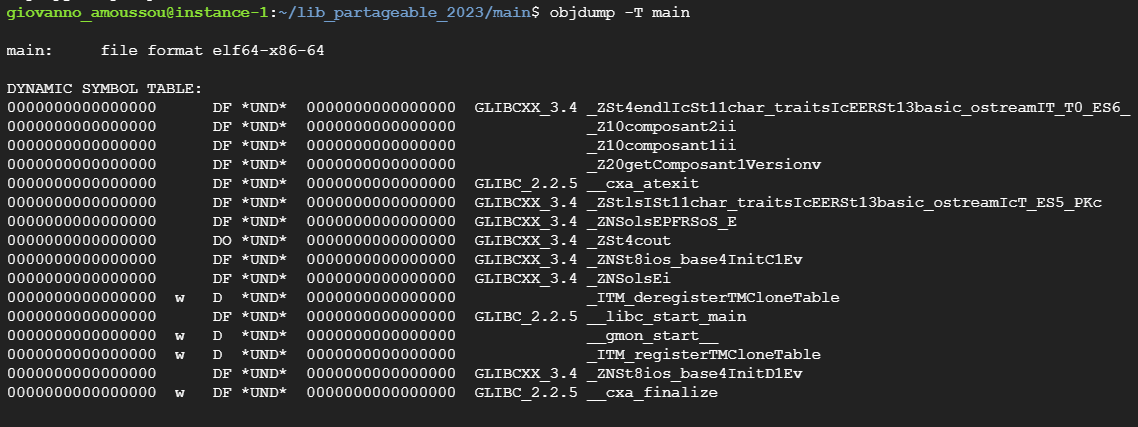 giovanno_amoussou@instance-1:~/lib_partageable_2023/main$ objdump -T main
main:     file format elf64-x86-64
DYNAMIC SYMBOL TABLE:
0000000000000000      DF *UND*  0000000000000000  GLIBCXX_3.4 _ZSt4endlIcSt11char_traitsIcEERSt13basic_ostreamIT_T0_ES6_
0000000000000000      DF *UND*  0000000000000000              _Z10composant2ii
0000000000000000      DF *UND*  0000000000000000              _Z10composant1ii
0000000000000000      DF *UND*  0000000000000000              _Z20getComposant1Versionv
0000000000000000      DF *UND*  0000000000000000  GLIBC_2.2.5 __cxa_atexit
0000000000000000      DF *UND*  0000000000000000  GLIBCXX_3.4 _ZStlsISt11char_traitsIcEERSt13basic_ostreamIcT_ES5_PKc
0000000000000000      DF *UND*  0000000000000000  GLIBCXX_3.4 _ZNSolsEPFRSoS_E
0000000000000000      DO *UND*  0000000000000000  GLIBCXX_3.4 _ZSt4cout
0000000000000000      DF *UND*  0000000000000000  GLIBCXX_3.4 _ZNSt8ios_base4InitC1Ev
0000000000000000      DF *UND*  0000000000000000  GLIBCXX_3.4 _ZNSolsEi
0000000000000000  w   D  *UND*  0000000000000000              _ITM_deregisterTMCloneTable
0000000000000000      DF *UND*  0000000000000000  GLIBC_2.2.5 __libc_start_main
0000000000000000  w   D  *UND*  0000000000000000              __gmon_start__
0000000000000000  w   D  *UND*  0000000000000000              _ITM_registerTMCloneTable
0000000000000000      DF *UND*  0000000000000000  GLIBCXX_3.4 _ZNSt8ios_base4InitD1Ev
0000000000000000  w   DF *UND*  0000000000000000  GLIBC_2.2.5 __cxa_finalize